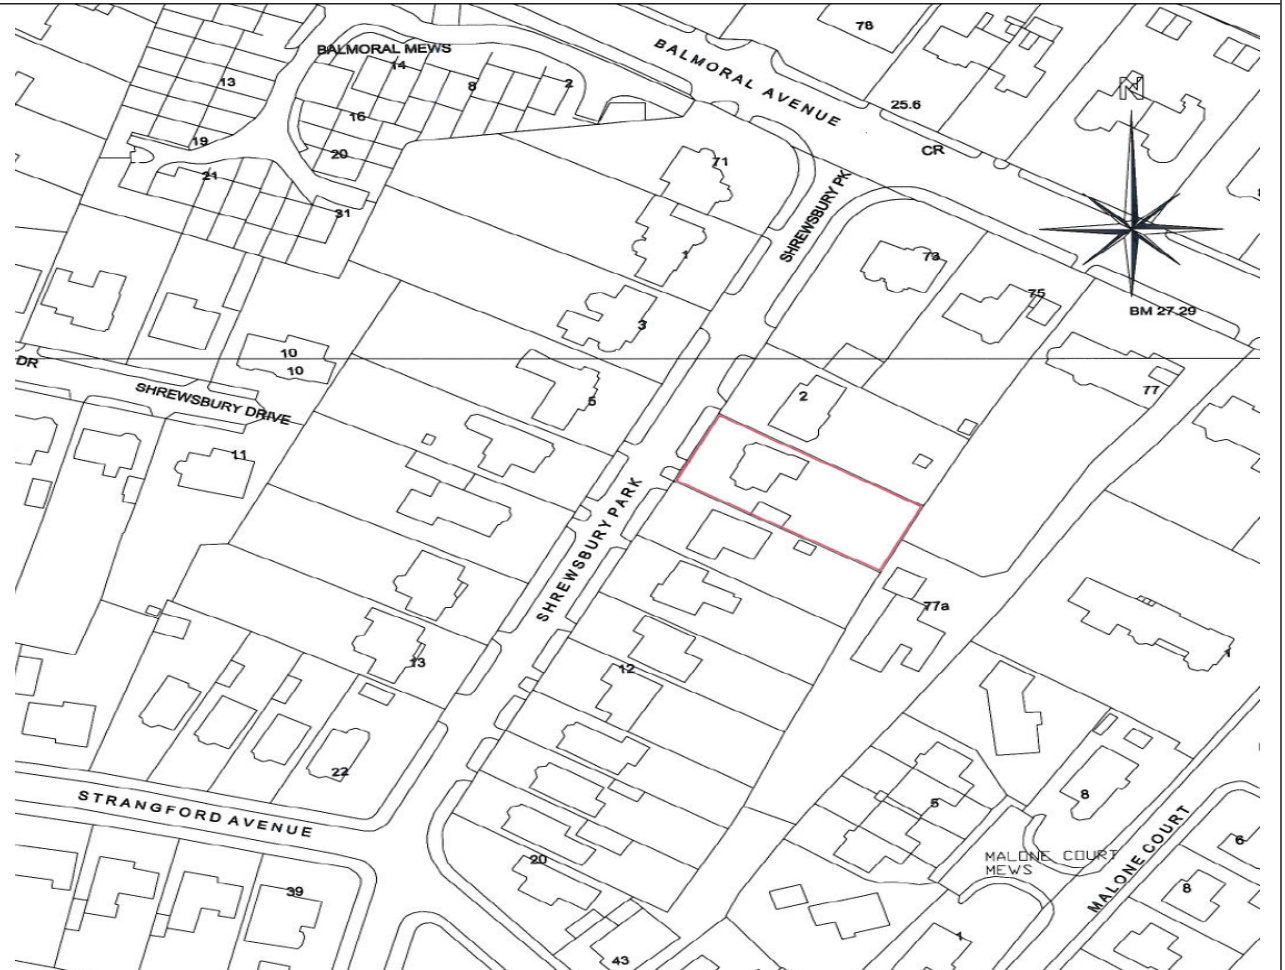 78
BALMORAL MEWS
BALMORAL AVENUE
14
13
8
2
N
25.6
16
CR
19
20
71
21
SHREWSBURY PK
31
1
73
75
BM 27.29
3
10
DR
10
SHREWSBURY DRIVE
77
2
5
11
SHREWSBURY PARK
77a
13
12
1
22
STRANGFORD AVENUE
5
8
6
MALONE COURT
MEWS
MALONE COURT
20
39
8
1
43